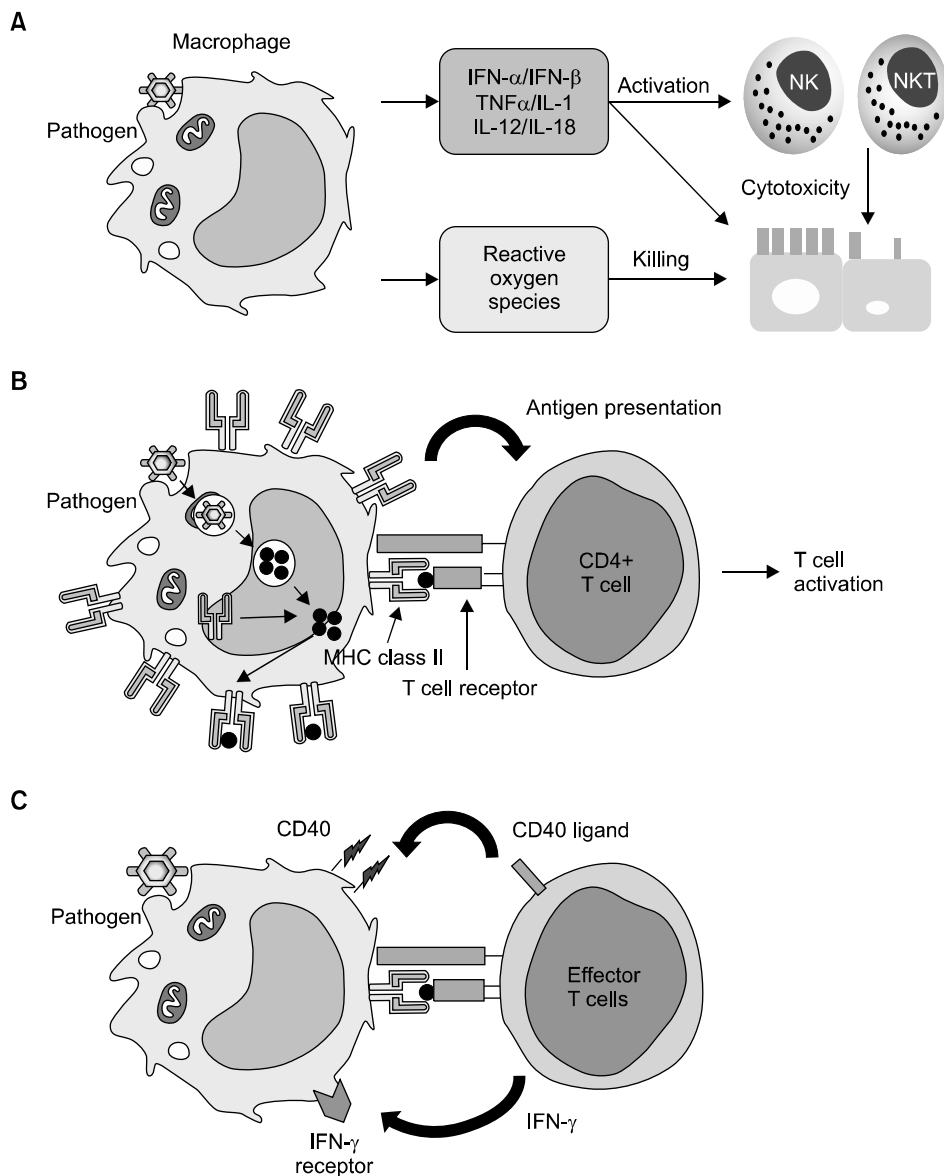 A
Macrophage
Pathogen
IFN-α/IFN-β
TNFα/IL-1
IL-12/IL-18
Activation
NK
NKT
Cytotoxicity
Reactive
oxygen
species
Killing
B
Antigen presentation
Pathogen
CD4+
T cell
T cell
activation
MHC class II
T cell receptor
C
CD40
CD40 ligand
Pathogen
Effector
T cells
IFN-γ
IFN-γ
receptor